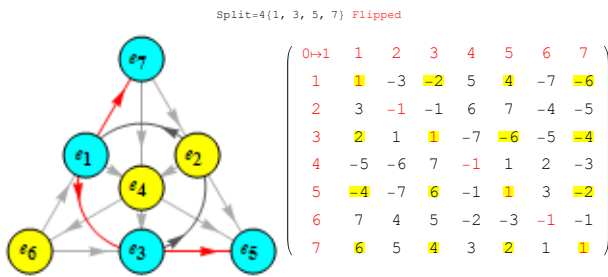 Split=4{1, 3, 5, 7} Flipped
e7
e1
e2
e4
e6
e3
e5
0↦1 1 2 3 4 5 6 7
1 1 -3 -2 5 4 -7 -6
2 3 -1 -1 6 7 -4 -5
3 2 1 1 -7 -6 -5 -4
4 -5 -6 7 -1 1 2 -3
5 -4 -7 6 -1 1 3 -2
6 7 4 5 -2 -3 -1 -1
7 6 5 4 3 2 1 1